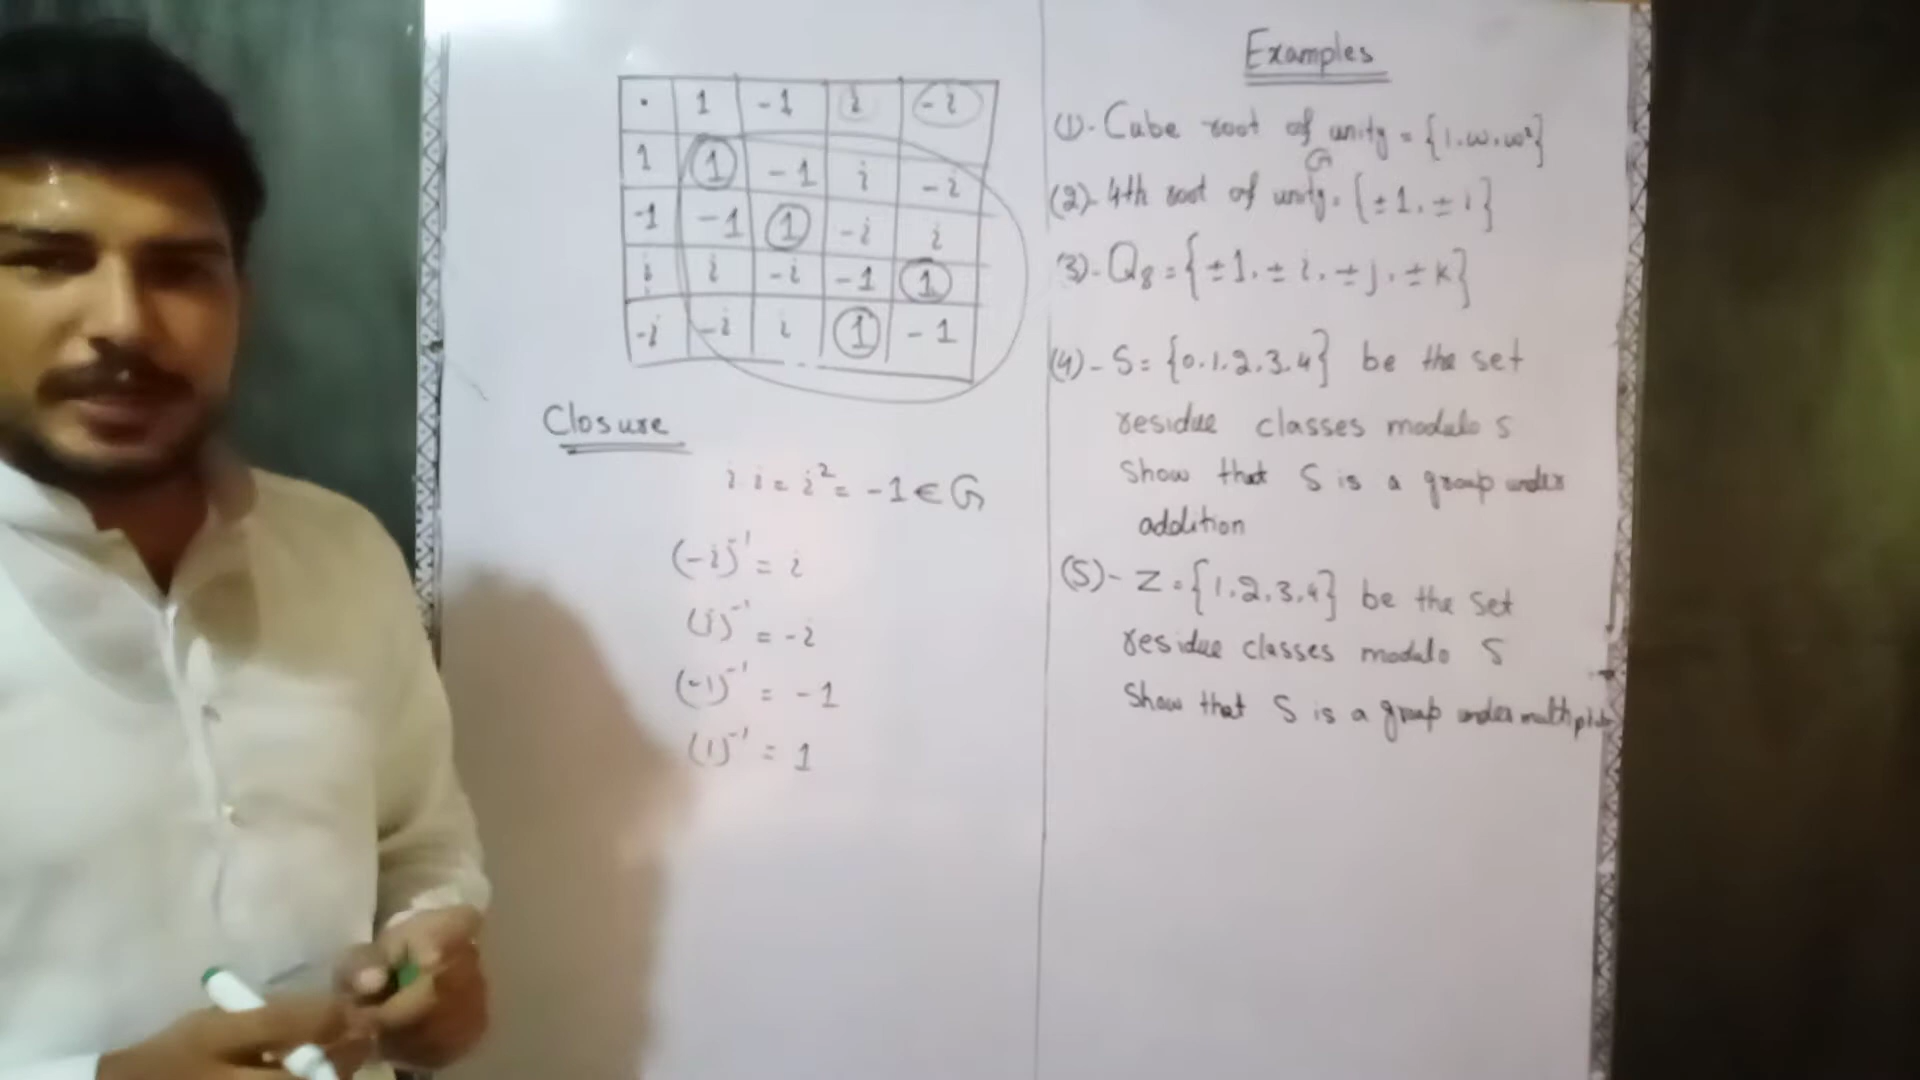 · 1 -1 i -i
1 1 -1 i -i
-1 -1 1 -i i
i i -i -1 1
-i -i i 1 -1
Closure
i·i = i² = -1 ∈ G
(-i)⁻¹ = i
(i)⁻¹ = -i
(-1)⁻¹ = -1
(1)⁻¹ = 1
Examples
(1)- Cube root of unity = {1, ω, ω²}
G
(2)- 4th root of unity = {±1, ±i}
(3)- Q₈ = {±1, ±i, ±j, ±k}
(4)- S = {0,1,2,3,4} be the set
residue classes modulo 5
Show that S is a group under
addition
(5)- Z = {1,2,3,4} be the set
residue classes modulo 5
Show that S is a group under